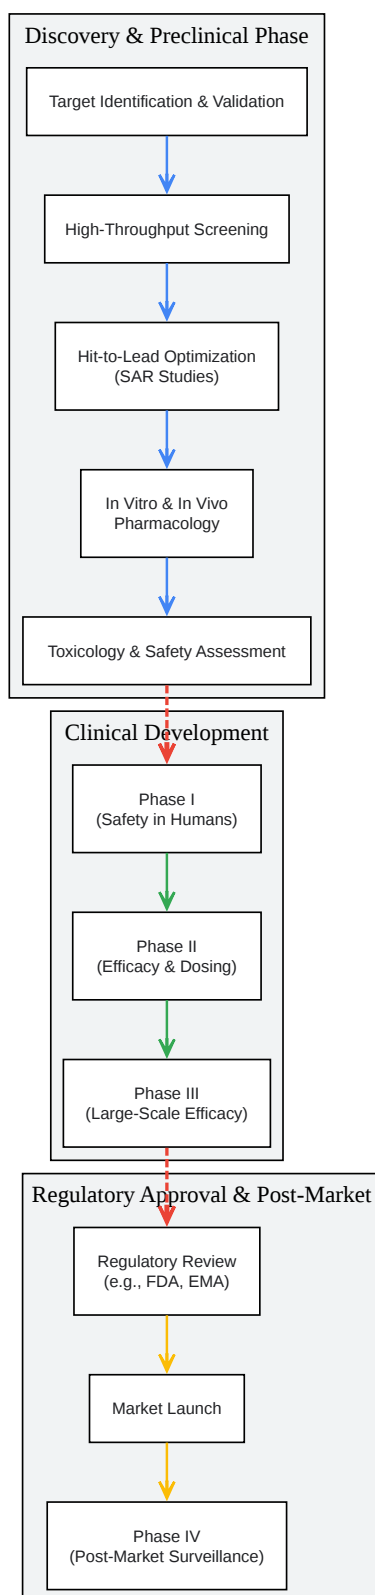 Discovery & Preclinical Phase
Target Identification & Validation
High-Throughput Screening
Hit-to-Lead Optimization
(SAR Studies)
In Vitro & In Vivo
Pharmacology
Toxicology & Safety Assessment
Clinical Development
Phase I
(Safety in Humans)
Phase II
(Efficacy & Dosing)
Phase III
(Large-Scale Efficacy)
Regulatory Approval & Post-Market
Regulatory Review
(e.g., FDA, EMA)
Market Launch
Phase IV
(Post-Market Surveillance)